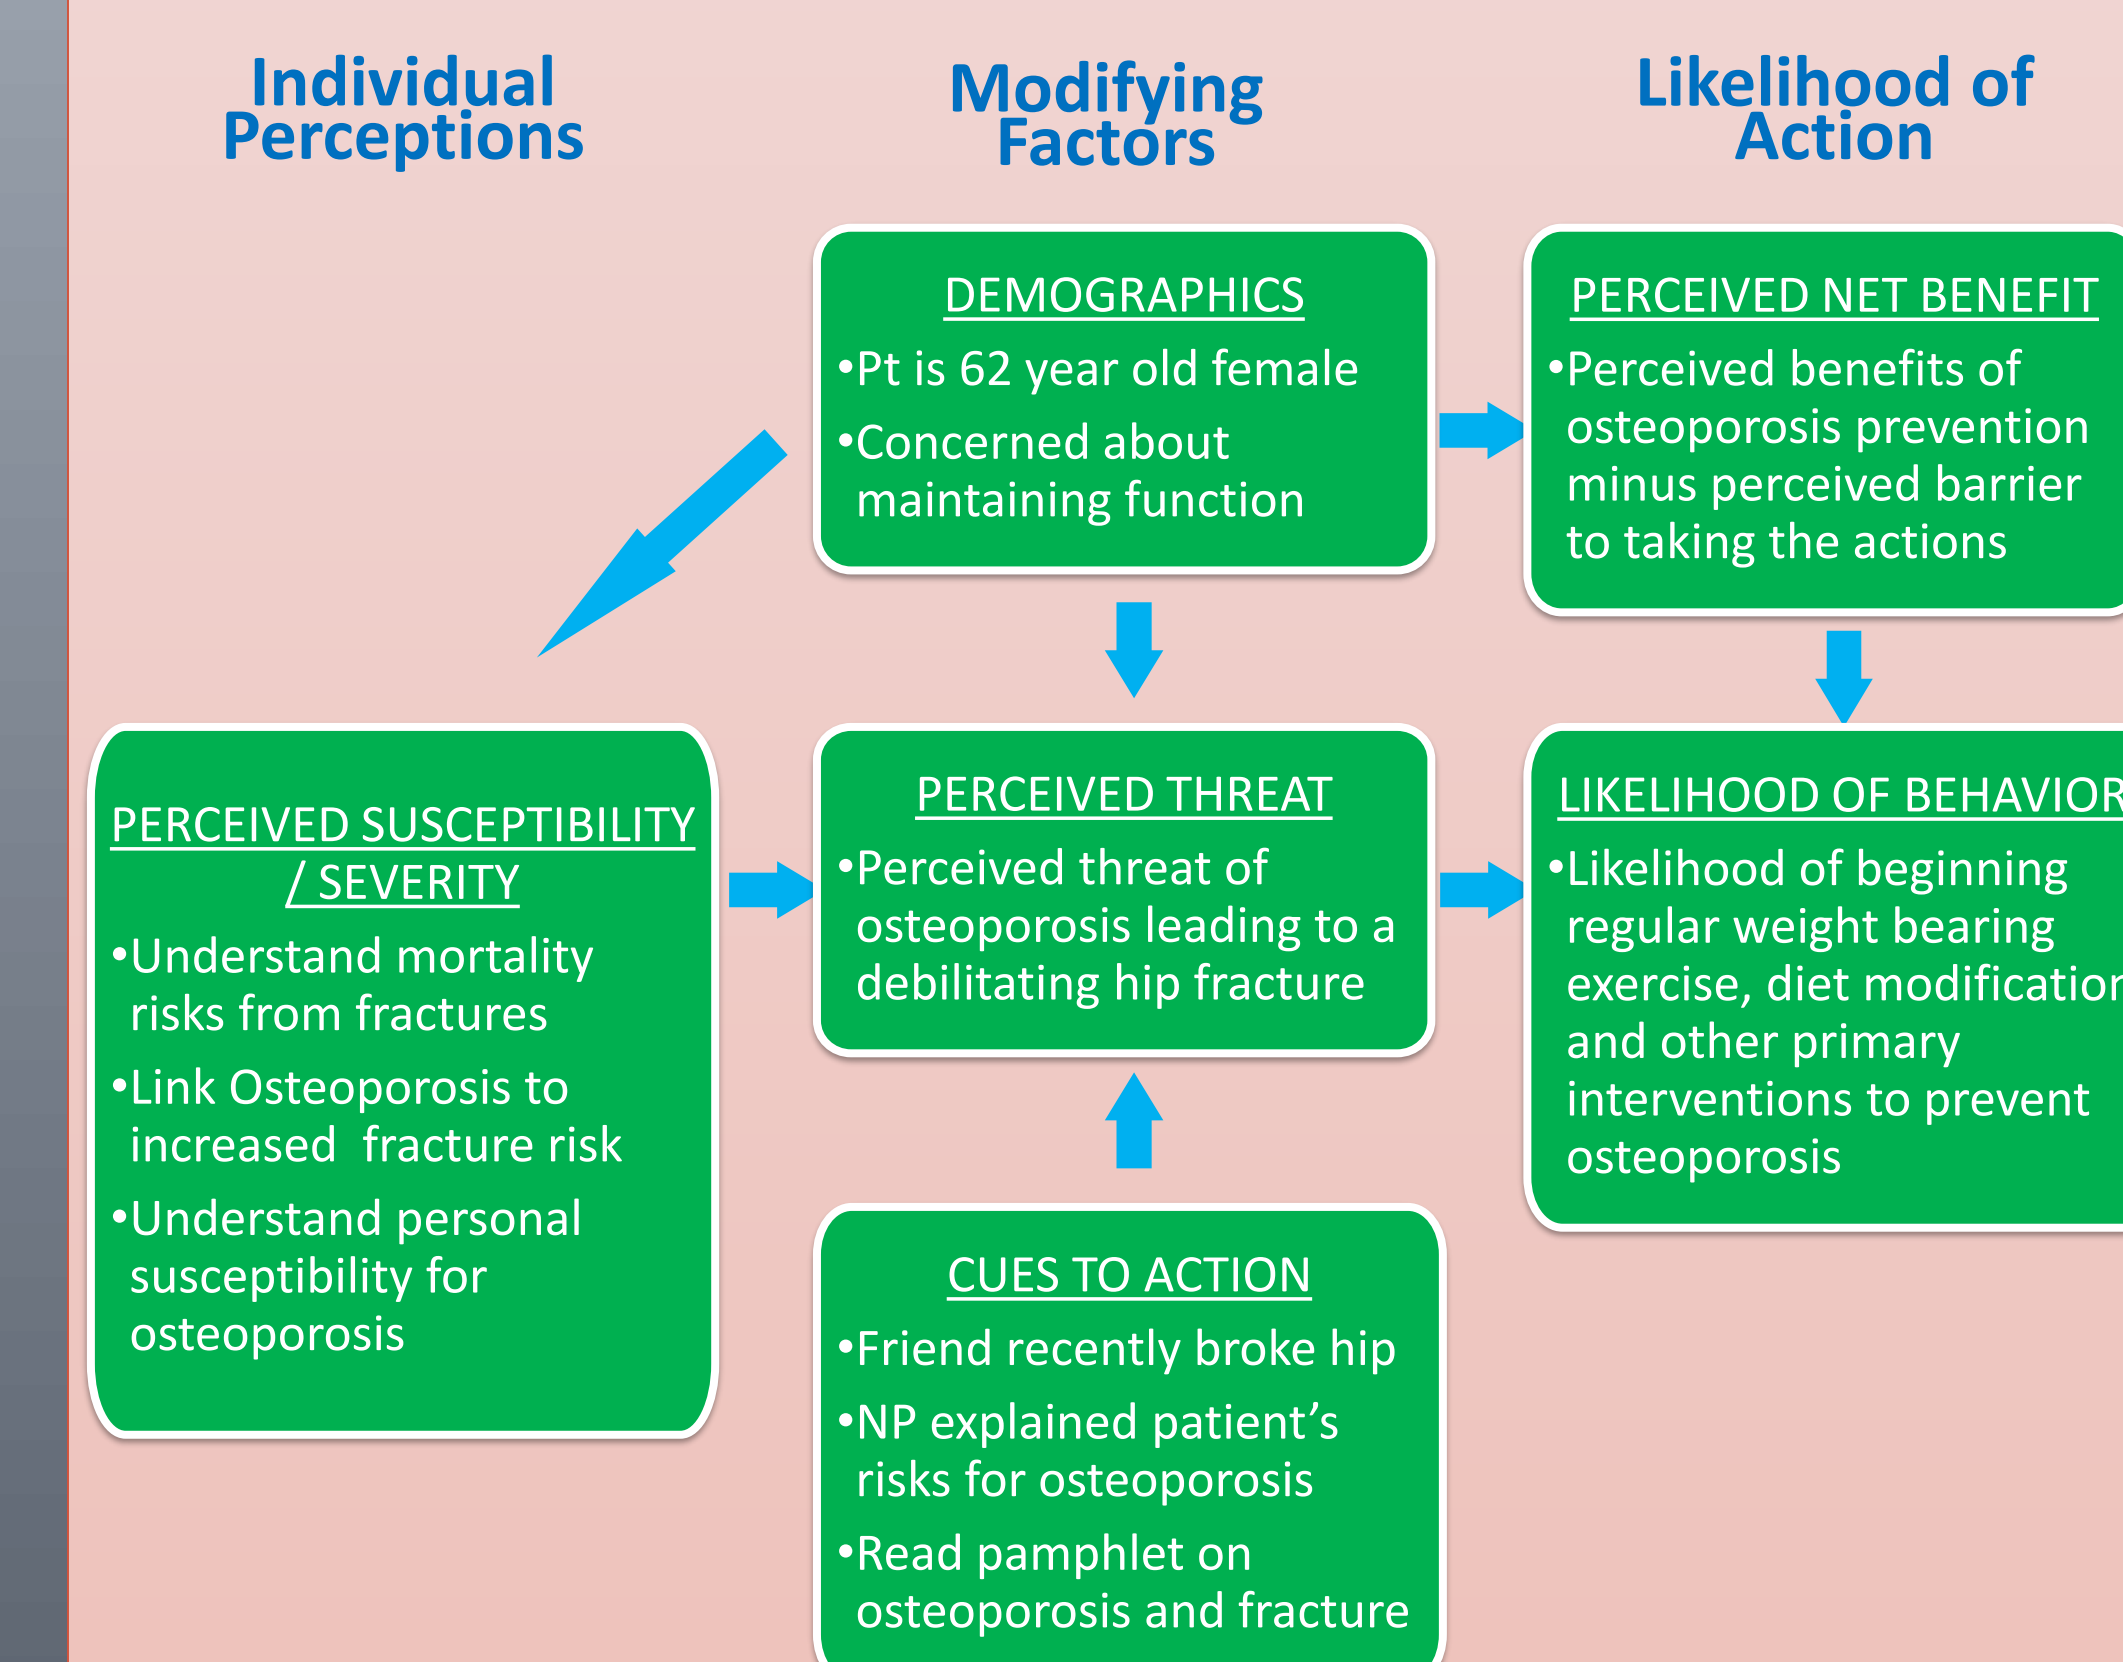 Individual
Perceptions
Modifying
Factors
Likelihood of
Action
DEMOGRAPHICS
•Pt is 62 year old female
•Concerned about
maintaining function
PERCEIVED NET BENEFIT
•Perceived benefits of
osteoporosis prevention
minus perceived barrier
to taking the actions
PERCEIVED SUSCEPTIBILITY
/ SEVERITY
•Understand mortality
risks from fractures
•Link Osteoporosis to
increased  fracture risk
•Understand personal
susceptibility for
osteoporosis
PERCEIVED THREAT
•Perceived threat of
osteoporosis leading to a
debilitating hip fracture
LIKELIHOOD OF BEHAVIOR
•Likelihood of beginning
regular weight bearing
exercise, diet modification
and other primary
interventions to prevent
osteoporosis
CUES TO ACTION
•Friend recently broke hip
•NP explained patient’s
risks for osteoporosis
•Read pamphlet on
osteoporosis and fracture